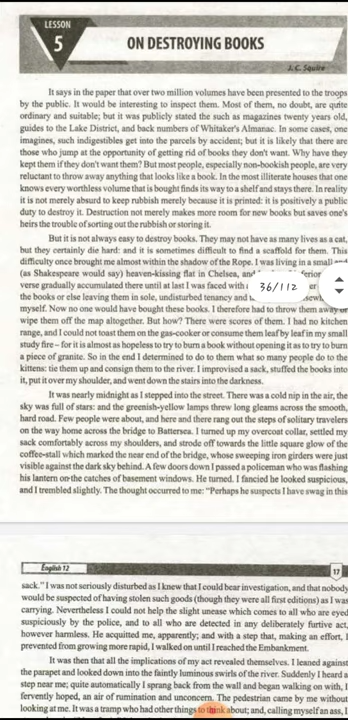 LESSON
5
ON DESTROYING BOOKS
J. C. Squire
It says in the paper that over two million volumes have been presented to the troops
by the public. It would be interesting to inspect them. Most of them, no doubt, are quite
ordinary and suitable; but it was publicly stated the such as magazines twenty years old,
guides to the Lake District, and back numbers of Whitaker's Almanac. In some cases, one
imagines, such indigestibles get into the parcels by accident; but it is likely that there are
those who jump at the opportunity of getting rid of books they don't want. Why have they
kept them if they don't want them? But most people, especially non-bookish people, are very
reluctant to throw away anything that looks like a book. In the most illiterate houses that one
knows every worthless volume that is bought finds its way to a shelf and stays there. In reality
it is not merely absurd to keep rubbish merely because it is printed: it is positively a public
duty to destroy it. Destruction not merely makes more room for new books but saves one's
heirs the trouble of sorting out the rubbish or storing it.
But it is not always easy to destroy books. They may not have as many lives as a cat,
but they certainly die hard: and it is sometimes difficult to find a scaffold for them. This
difficulty once brought me almost within the shadow of the Rope. I was living in a small and
(as Shakespeare would say) heaven-kissing flat in Chelsea, and ferior
verse gradually accumulated there until at last I was faced with er
36/112
the books or else leaving them in sole, undisturbed tenancy and t sew
myself. Now no one would have bought these books. I therefore had to throw them away or
wipe them off the map altogether. But how? There were scores of them. I had no kitchen
range, and I could not toast them on the gas-cooker or consume them leaf by leaf in my small
study fire – for it is almost as hopeless to try to burn a book without opening it as to try to burn
a piece of granite. So in the end I determined to do to them what so many people do to the
kittens: tie them up and consign them to the river. I improvised a sack, stuffed the books into
it, put it over my shoulder, and went down the stairs into the darkness.
It was nearly midnight as I stepped into the street. There was a cold nip in the air, the
sky was full of stars: and the greenish-yellow lamps threw long gleams across the smooth,
hard road. Few people were about, and here and there rang out the steps of solitary travelers
on the way home across the bridge to Battersea. I turned up my overcoat collar, settled my
sack comfortably across my shoulders, and strode off towards the little square glow of the
coffee-stall which marked the near end of the bridge, whose sweeping iron girders were just
visible against the dark sky behind. A few doors down I passed a policeman who was flashing
his lantern on the catches of basement windows. He turned. I fancied he looked suspicious,
and I trembled slightly. The thought occurred to me: "Perhaps he suspects I have swag in this
English 12
17
sack." I was not seriously disturbed as I knew that I could bear investigation, and that nobody
would be suspected of having stolen such goods (though they were all first editions) as I was
carrying. Nevertheless I could not help the slight unease which comes to all who are eyed
suspiciously by the police, and to all who are detected in any deliberately furtive act,
however harmless. He acquitted me, apparently; and with a step that, making an effort, I
prevented from growing more rapid, I walked on until I reached the Embankment.
It was then that all the implications of my act revealed themselves. I leaned against
the parapet and looked down into the faintly luminous swirls of the river. Suddenly I heard a
step near me; quite automatically I sprang back from the wall and began walking on with, I
fervently hoped, an air of rumination and unconcern. The pedestrian came by me without
looking at me. It was a tramp who had other things to think about; and, calling myself an ass, I